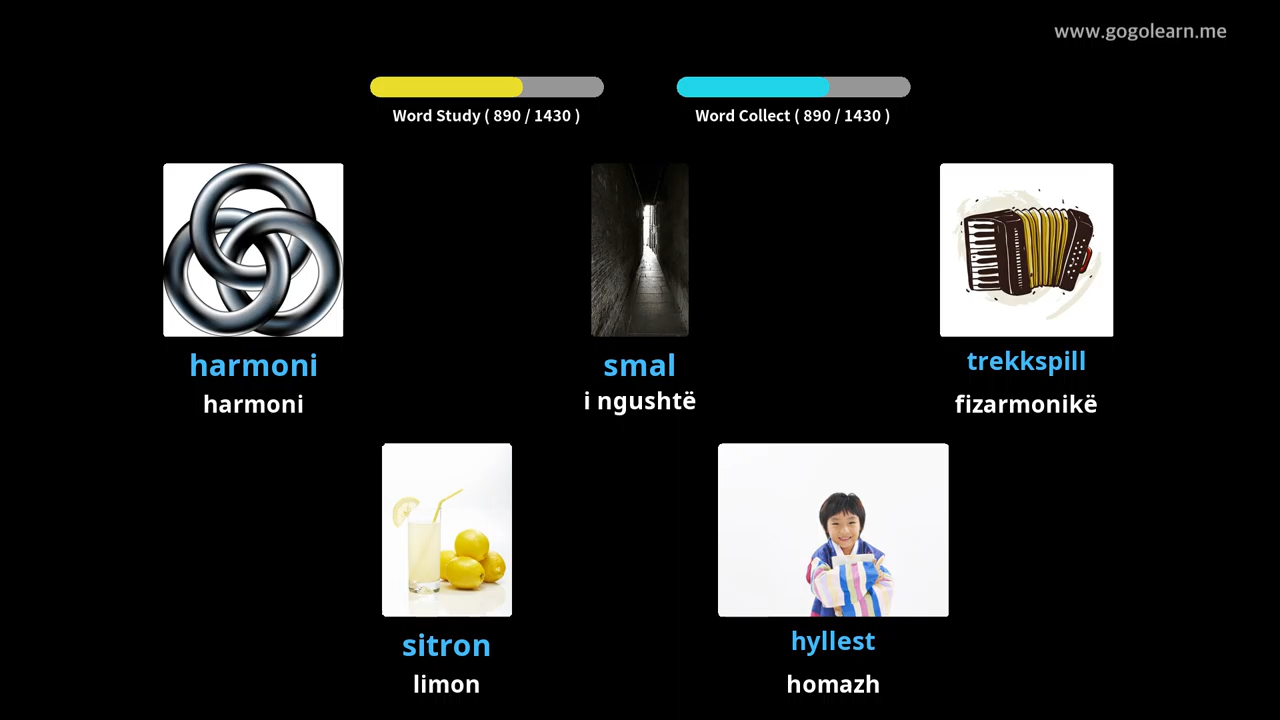 www.gogolearn.me
Word Study ( 890 / 1430 )
Word Collect ( 890 / 1430 )
harmoni
harmoni
smal
i ngushtë
trekkspill
fizarmonikë
sitron
limon
hyllest
homazh